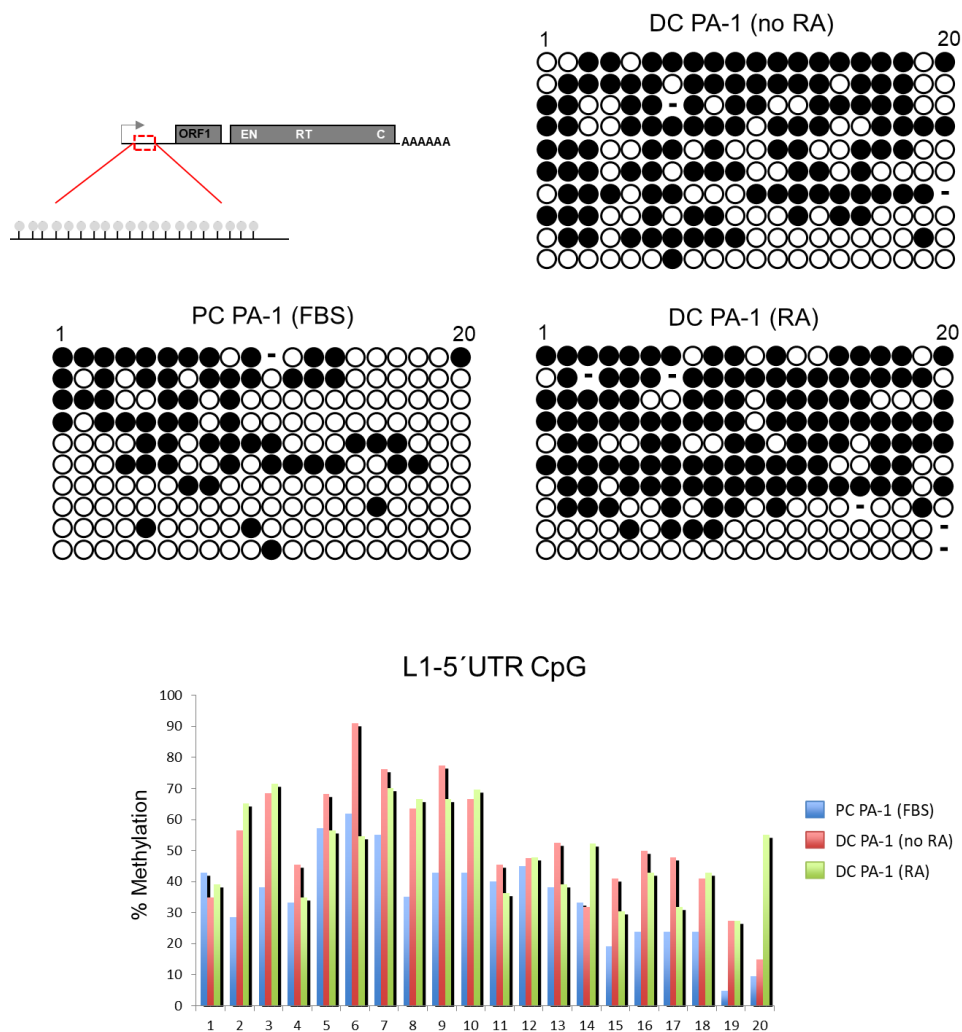 DC PA-1 (no RA)
1 20
-
-
ORF1 EN RT C AAAAAA
PC PA-1 (FBS)
1 20
-
DC PA-1 (RA)
1 20
- -
-
-
-
L1-5´UTR CpG
% Methylation
100
90
80
70
60
50
40
30
20
10
0
1 2 3 4 5 6 7 8 9 10 11 12 13 14 15 16 17 18 19 20
PC PA-1 (FBS)
DC PA-1 (no RA)
DC PA-1 (RA)